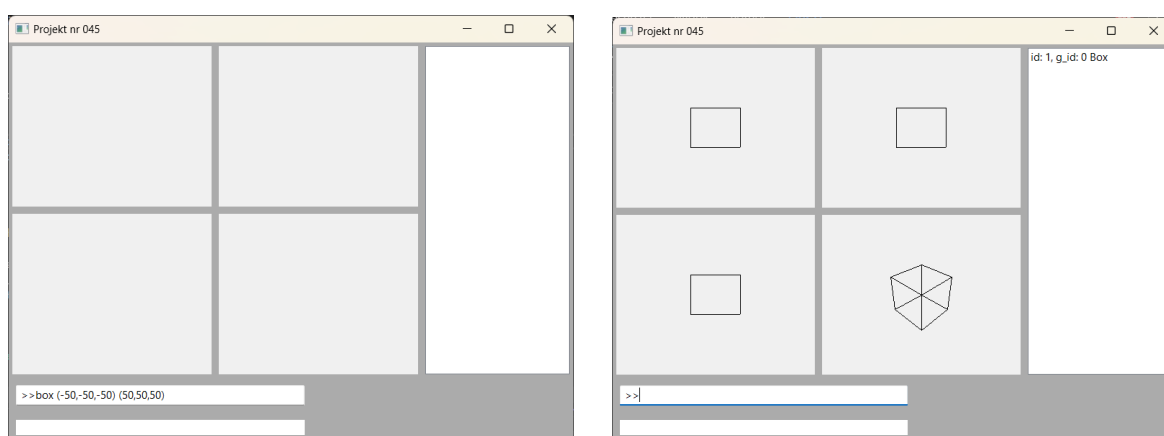 Projekt nr 045
>>box (-50,-50,-50) (50,50,50)
Projekt nr 045
id: 1, g_id: 0 Box
>>